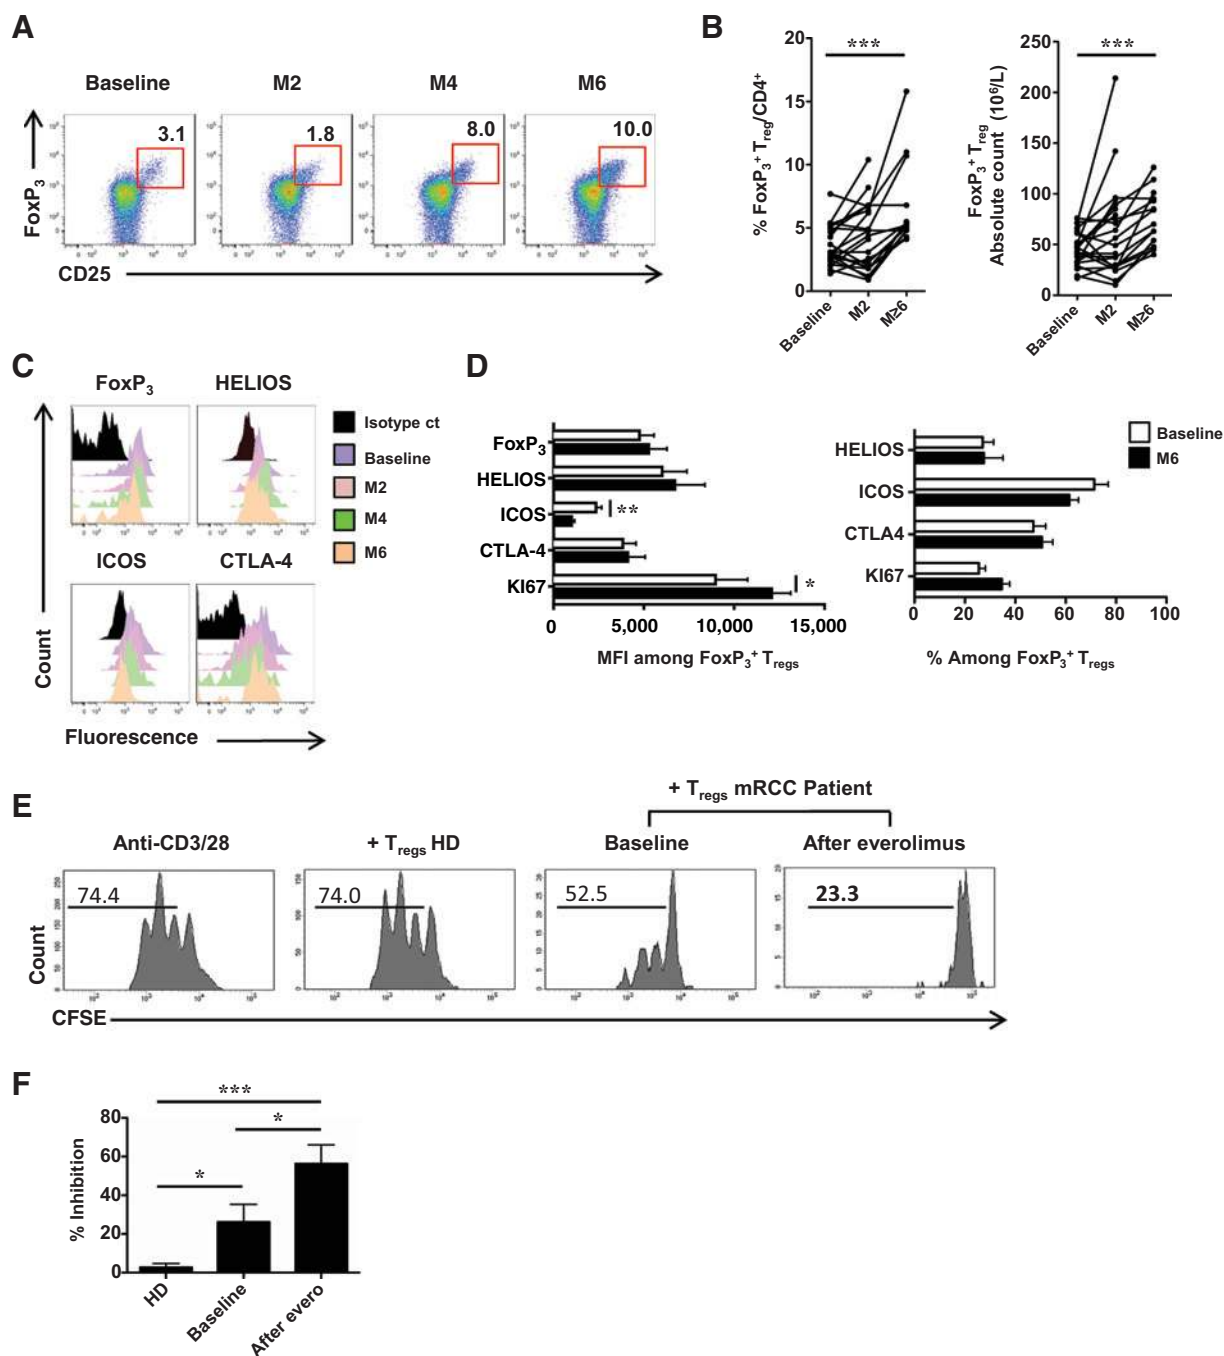 A
Baseline M2 M4 M6
3.1 1.8 8.0 10.0
FoxP3
CD25
B
% FoxP3+ Treg/CD4+
20
15
10
5
0
***
Baseline M2 M≥6
FoxP3+ Treg
Absolute count (10^6/L)
250
200
150
100
50
0
***
Baseline M2 M≥6
C
FoxP3 HELIOS
ICOS CTLA-4
Count
Fluorescence
Isotype ct
Baseline
M2
M4
M6
D
FoxP3
HELIOS
ICOS **
CTLA-4
KI67 *
0 5,000 10,000 15,000
MFI among FoxP3+ Tregs
HELIOS
ICOS
CTLA4
KI67
0 20 40 60 80 100
% Among FoxP3+ Tregs
Baseline
M6
E
+ Tregs mRCC Patient
Anti-CD3/28 + Tregs HD Baseline After everolimus
74.4 74.0 52.5 23.3
Count
CFSE
F
% Inhibition
80
60
40
20
0
***
*
*
HD Baseline After evero